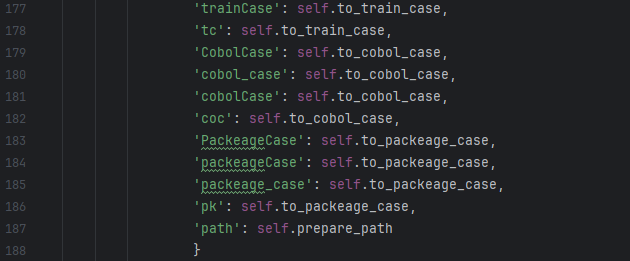 177 'trainCase': self.to_train_case,
178 'tc': self.to_train_case,
179 'CobolCase': self.to_cobol_case,
180 'cobol_case': self.to_cobol_case,
181 'cobolCase': self.to_cobol_case,
182 'coc': self.to_cobol_case,
183 'PackeageCase': self.to_packeage_case,
184 'packeageCase': self.to_packeage_case,
185 'packeage_case': self.to_packeage_case,
186 'pk': self.to_packeage_case,
187 'path': self.prepare_path
188 }